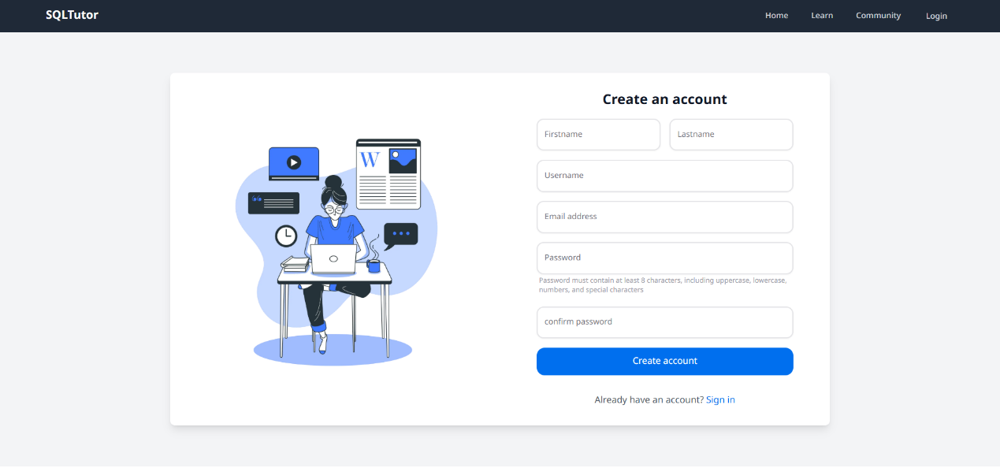 SQLTutor
Home Learn Community Login
Create an account
Firstname Lastname
Username
Email address
Password
Password must contain at least 8 characters, including uppercase, lowercase,
numbers, and special characters
confirm password
Create account
Already have an account? Sign in
W